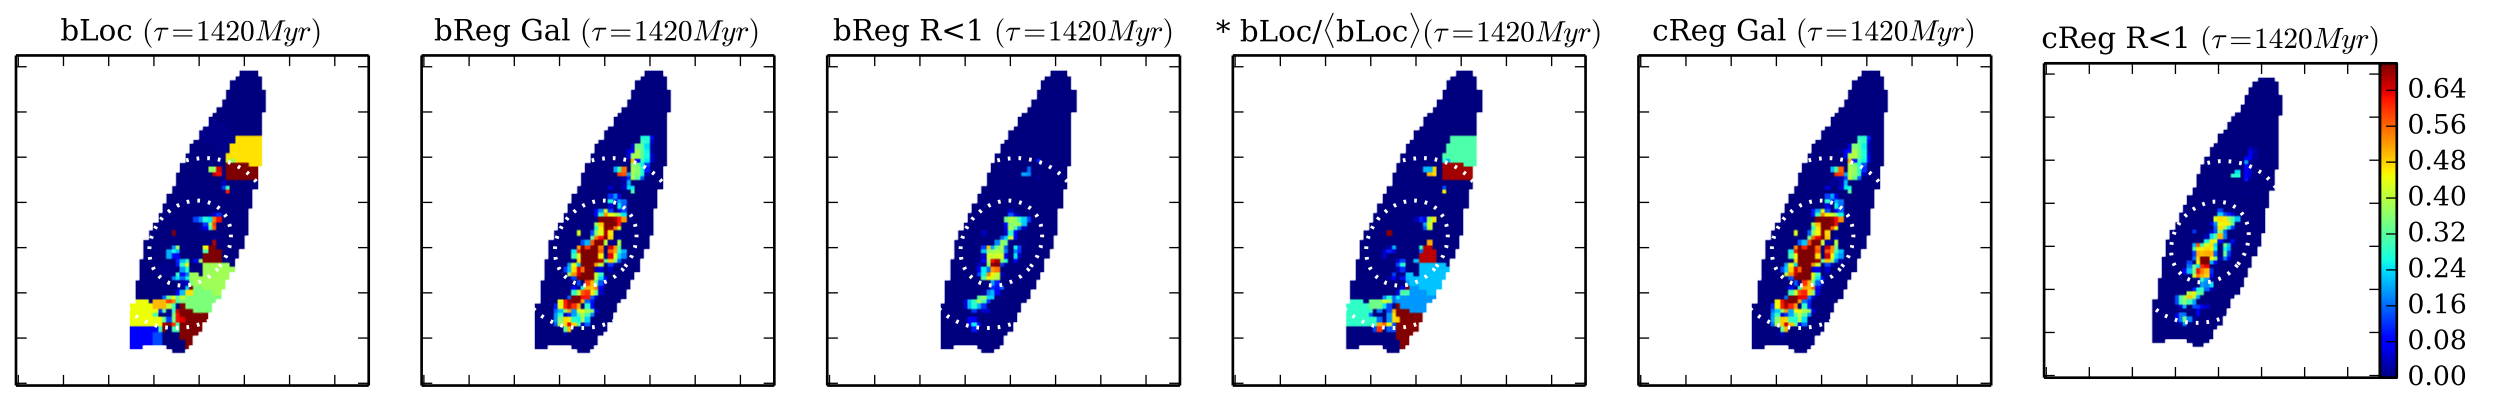 bLoc (τ=1420Myr)
bReg Gal (τ=1420Myr)
bReg R<1 (τ=1420Myr)
* bLoc/⟨bLoc⟩(τ=1420Myr)
cReg Gal (τ=1420Myr)
cReg R<1 (τ=1420Myr)
0.64
0.56
0.48
0.40
0.32
0.24
0.16
0.08
0.00